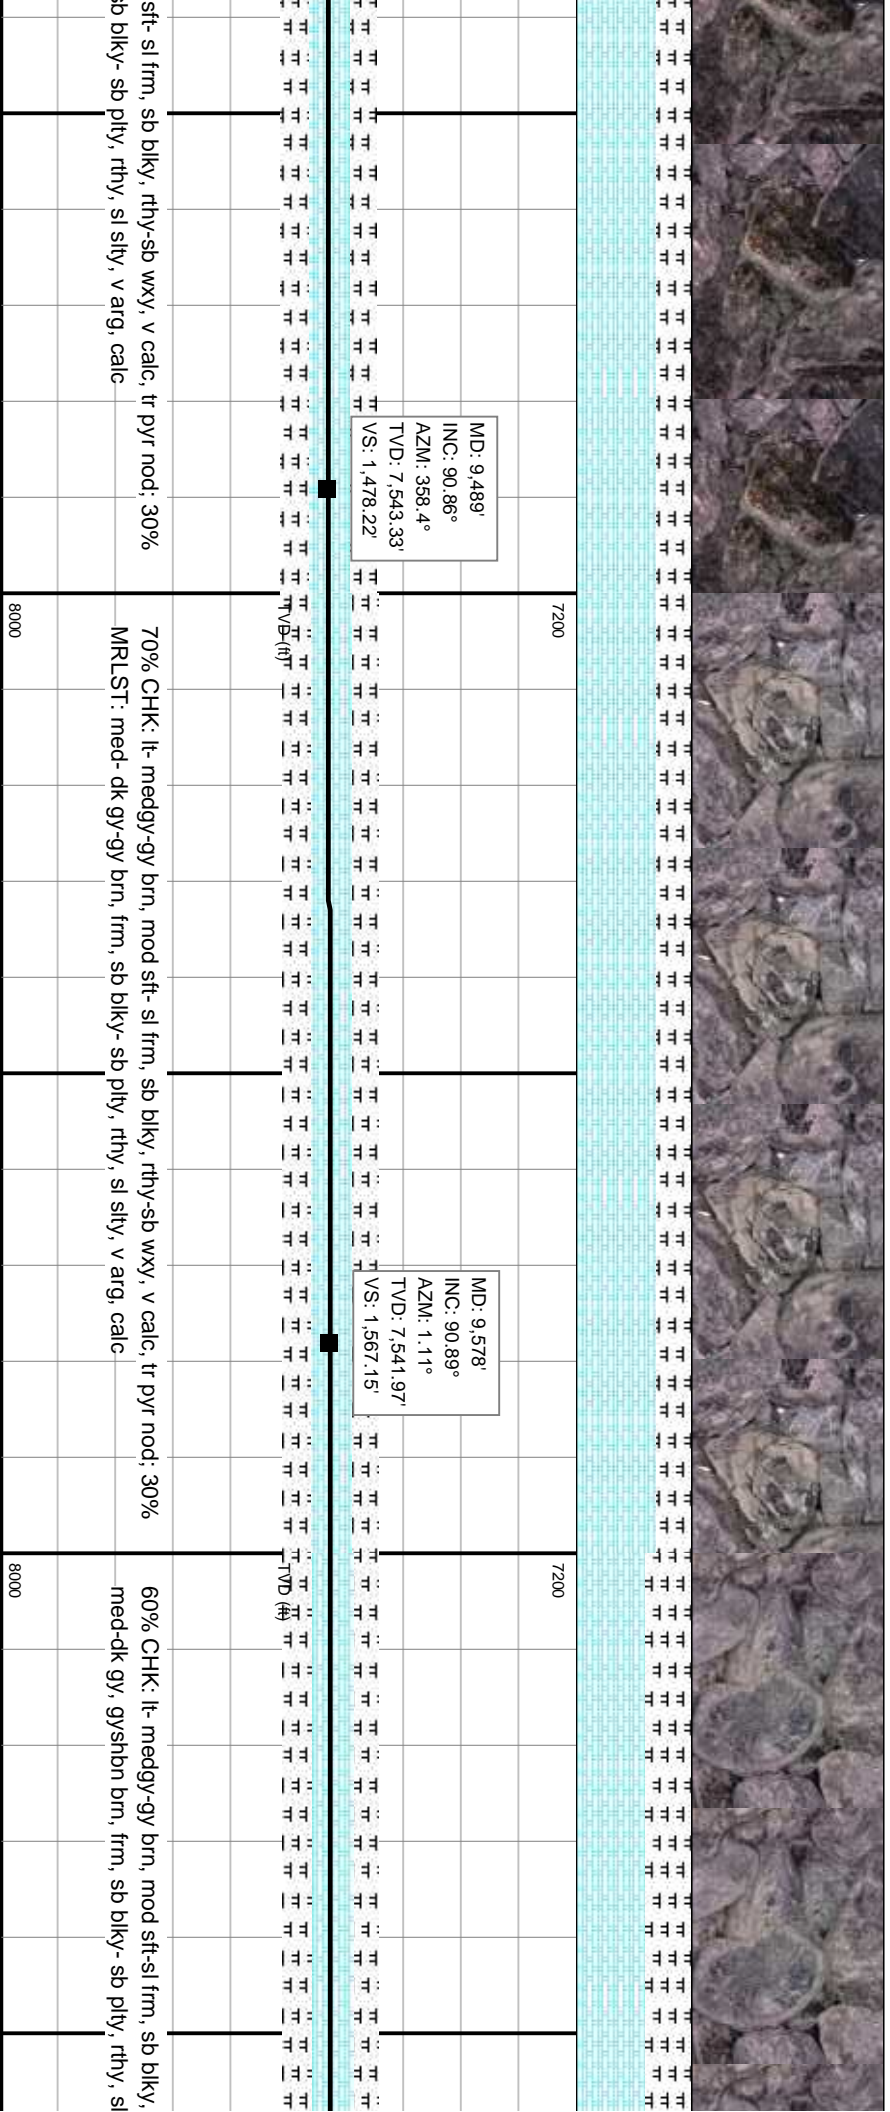 sft- sl frm, sb blky, rthy-sb wxy, v calc, tr pyr nod; 30%
sb blky- sb plty, rthy, sl slty, v arg, calc
MD: 9,489'
INC: 90.86°
AZM: 358.4°
TVD: 7,543.33'
VS: 1,478.22'
7200
TVD (ft)
8000
70% CHK: lt- medgy-gy brn, mod sft- sl frm, sb blky, rthy-sb wxy, v calc, tr pyr nod; 30%
MRLST: med- dk gy-gy brn, frm, sb blky- sb plty, rthy, sl slty, v arg, calc
MD: 9,578'
INC: 90.89°
AZM: 1.11°
TVD: 7,541.97'
VS: 1,567.15'
7200
TVD (ft)
8000
60% CHK: lt- medgy-gy brn, mod sft-sl frm, sb blky,
med-dk gy, gyshbn brn, frm, sb blky- sb plty, rthy, sl